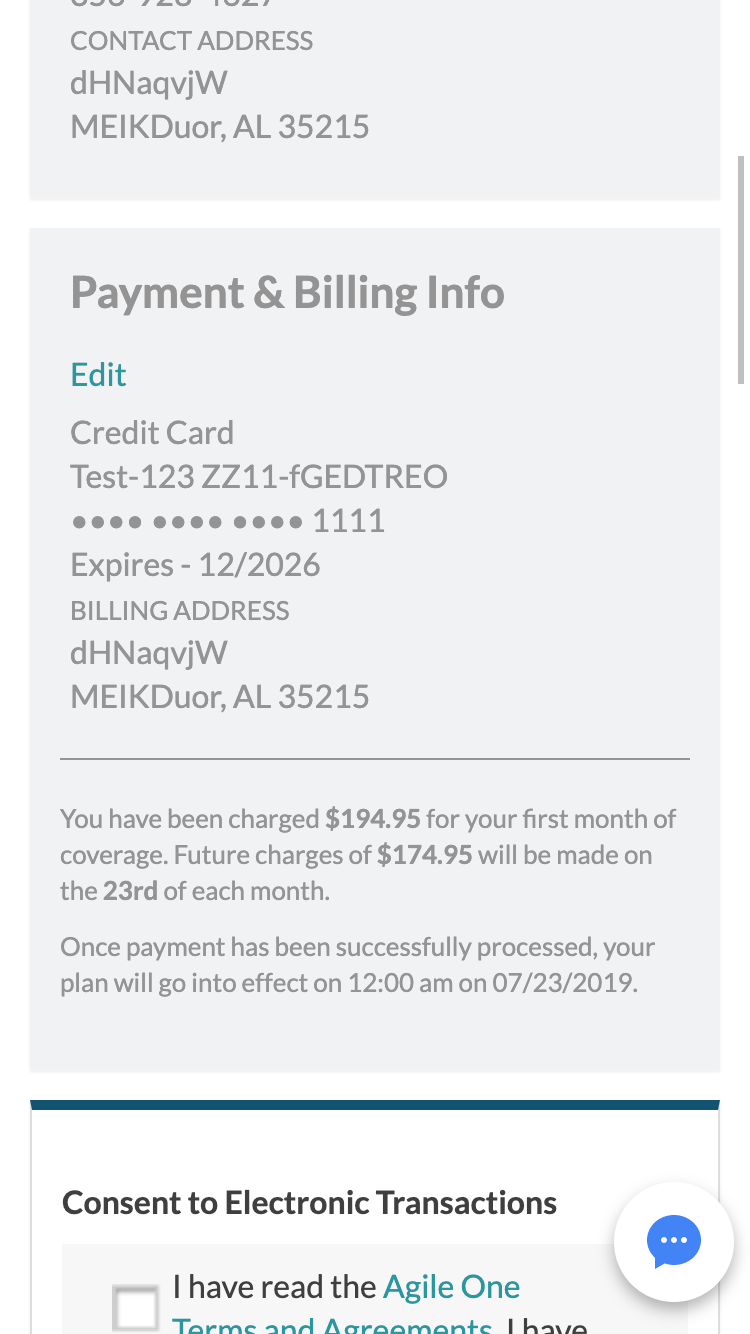 CONTACT ADDRESS
dHNaqvjW
MEIKDuor, AL 35215
Payment & Billing Info
Edit
Credit Card
Test-123 ZZ11-fGEDTREO
•••• •••• •••• 1111
Expires - 12/2026
BILLING ADDRESS
dHNaqvjW
MEIKDuor, AL 35215
You have been charged $194.95 for your first month of
coverage. Future charges of $174.95 will be made on
the 23rd of each month.
Once payment has been successfully processed, your
plan will go into effect on 12:00 am on 07/23/2019.
Consent to Electronic Transactions
I have read the Agile One
Terms and Agreements. I have